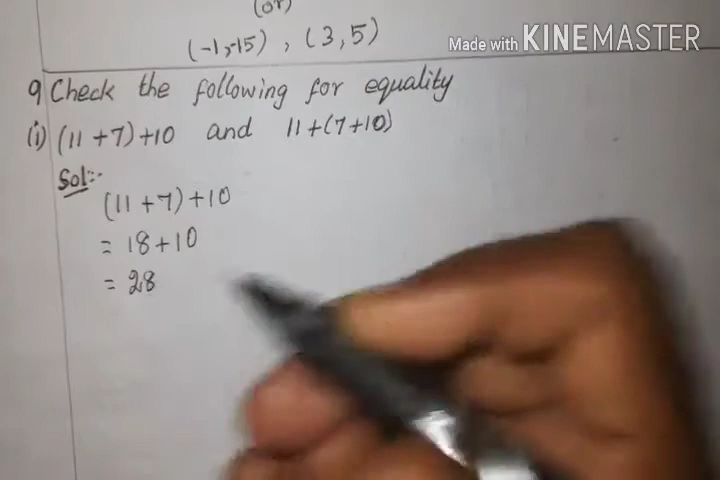 (or)
(-1,-15) , (3,5)
Made with KINEMASTER
9 Check the following for equality
(i) (11+7)+10 and 11+(7+10)
Sol:-
(11+7)+10
= 18+10
= 28